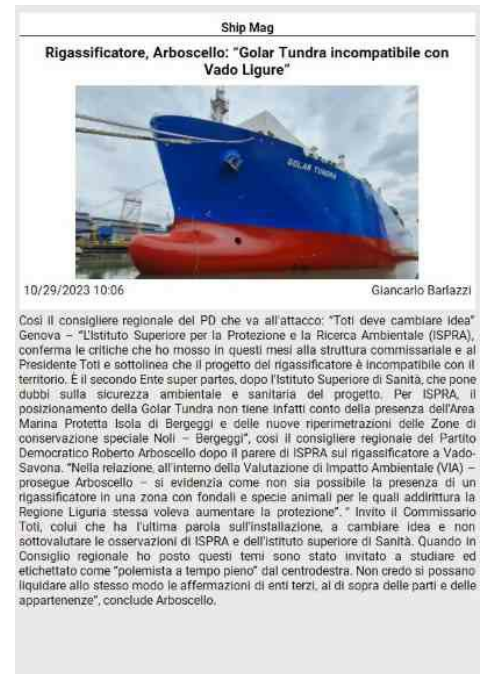 Ship Mag
Rigassificatore, Arboscello: “Golar Tundra incompatibile con
Vado Ligure”
GOLAR TUNDRA
10/29/2023 10:06
Giancarlo Barlazzi
Così il consigliere regionale del PD che va all'attacco: “Toti deve cambiare idea”
Genova – “L'Istituto Superiore per la Protezione e la Ricerca Ambientale (ISPRA),
conferma le critiche che ho mosso in questi mesi alla struttura commissariale e al
Presidente Toti e sottolinea che il progetto del rigassificatore è incompatibile con il
territorio. È il secondo Ente super partes, dopo l'Istituto Superiore di Sanità, che pone
dubbi sulla sicurezza ambientale e sanitaria del progetto. Per ISPRA, il
posizionamento della Golar Tundra non tiene infatti conto della presenza dell'Area
Marina Protetta Isola di Bergeggi e delle nuove riperimetrazioni delle Zone di
conservazione speciale Noli – Bergeggi”, così il consigliere regionale del Partito
Democratico Roberto Arboscello dopo il parere di ISPRA sul rigassificatore a Vado-
Savona. “Nella relazione, all'interno della Valutazione di Impatto Ambientale (VIA) –
prosegue Arboscello – si evidenzia come non sia possibile la presenza di un
rigassificatore in una zona con fondali e specie animali per le quali addirittura la
Regione Liguria stessa voleva aumentare la protezione”. “ Invito il Commissario
Toti, colui che ha l'ultima parola sull'installazione, a cambiare idea e non
sottovalutare le osservazioni di ISPRA e dell'istituto superiore di Sanità. Quando in
Consiglio regionale ho posto questi temi sono stato invitato a studiare ed
etichettato come “polemista a tempo pieno” dal centrodestra. Non credo si possano
liquidare allo stesso modo le affermazioni di enti terzi, al di sopra delle parti e delle
appartenenze”, conclude Arboscello.